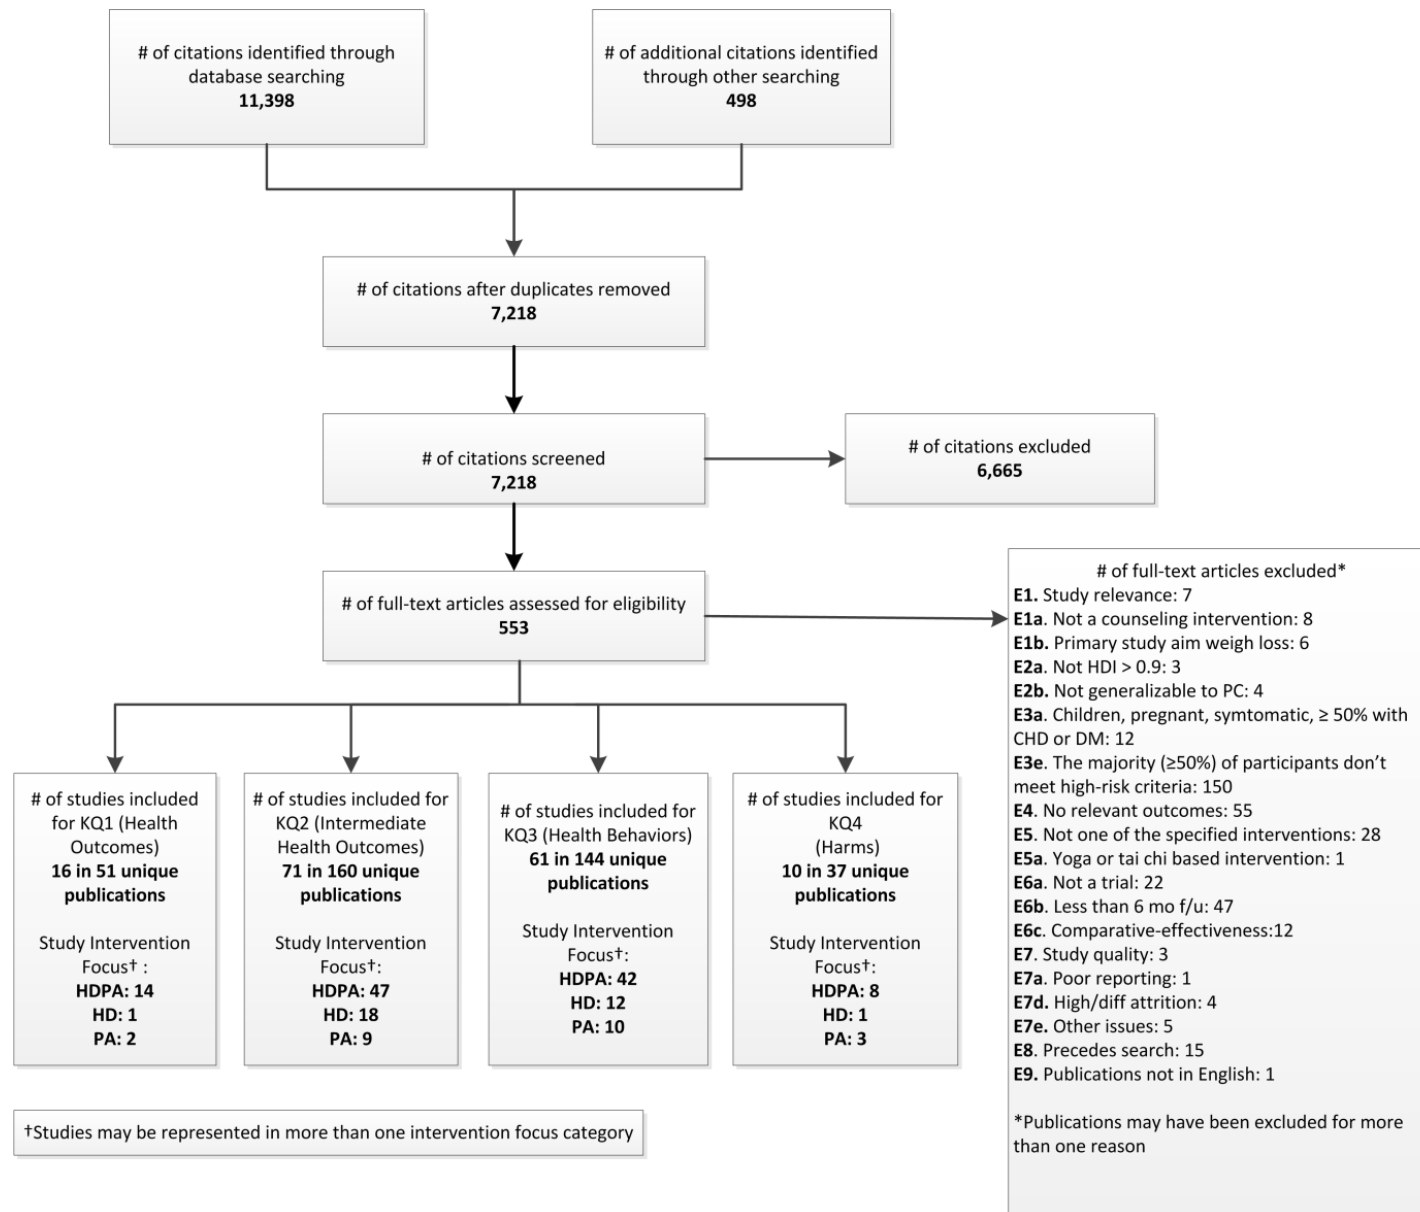 # of citations identified through
database searching
11,398
# of additional citations identified
through other searching
498
# of citations after duplicates removed
7,218
# of citations screened
7,218
# of citations excluded
6,665
# of full-text articles assessed for eligibility
553
# of full-text articles excluded*
E1. Study relevance: 7
E1a. Not a counseling intervention: 8
E1b. Primary study aim weigh loss: 6
E2a. Not HDI > 0.9: 3
E2b. Not generalizable to PC: 4
E3a. Children, pregnant, symtomatic, ≥ 50% with
CHD or DM: 12
E3e. The majority (≥50%) of participants don’t
meet high-risk criteria: 150
E4. No relevant outcomes: 55
E5. Not one of the specified interventions: 28
E5a. Yoga or tai chi based intervention: 1
E6a. Not a trial: 22
E6b. Less than 6 mo f/u: 47
E6c. Comparative-effectiveness:12
E7. Study quality: 3
E7a. Poor reporting: 1
E7d. High/diff attrition: 4
E7e. Other issues: 5
E8. Precedes search: 15
E9. Publications not in English: 1
*Publications may have been excluded for more
than one reason
# of studies included
for KQ1 (Health
Outcomes)
16 in 51 unique
publications
Study Intervention
Focus† :
HDPA: 14
HD: 1
PA: 2
# of studies included for
KQ2 (Intermediate
Health Outcomes)
71 in 160 unique
publications
Study Intervention
Focus†:
HDPA: 47
HD: 18
PA: 9
# of studies included for
KQ3 (Health Behaviors)
61 in 144 unique
publications
Study Intervention
Focus†:
HDPA: 42
HD: 12
PA: 10
# of studies included for
KQ4
(Harms)
10 in 37 unique
publications
Study Intervention
Focus†:
HDPA: 8
HD: 1
PA: 3
†Studies may be represented in more than one intervention focus category